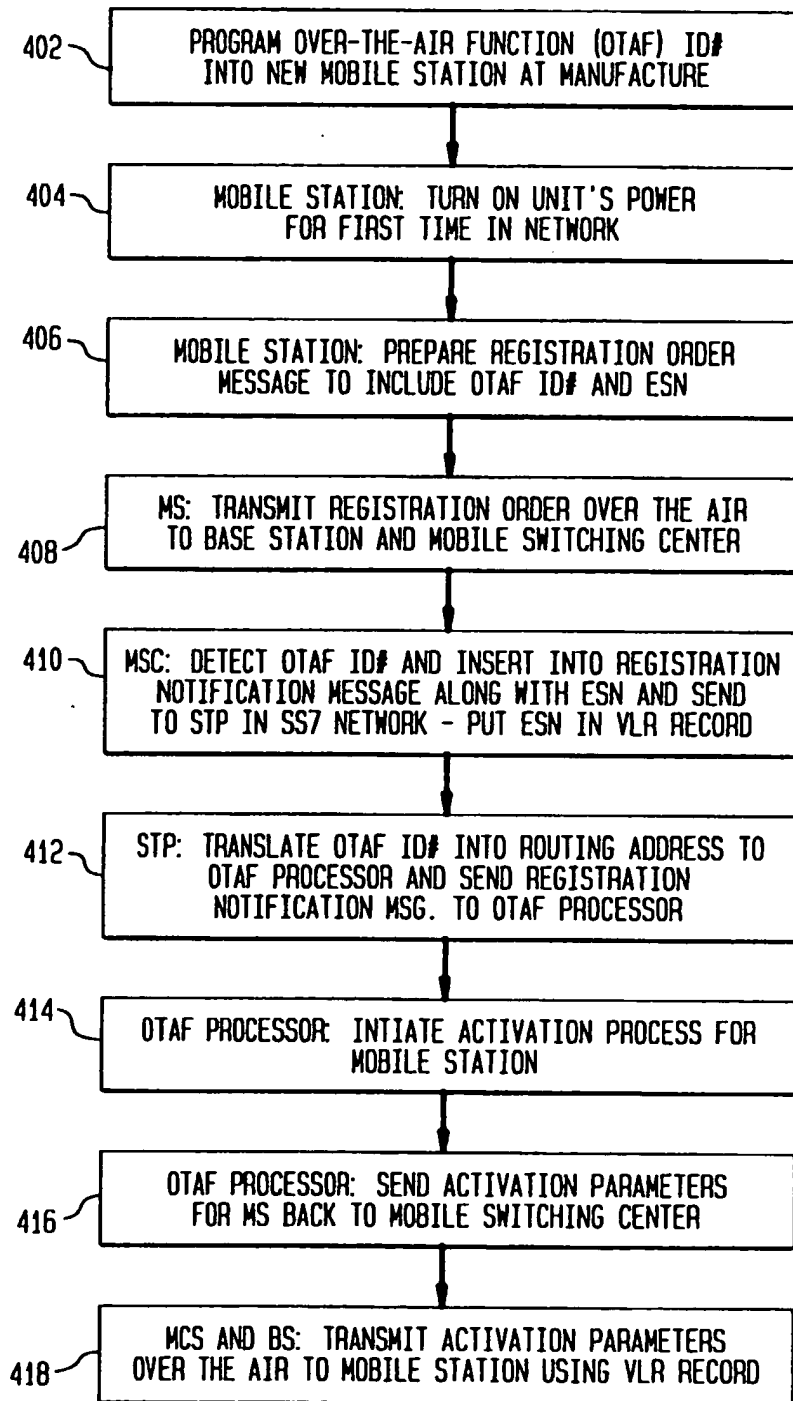 402
PROGRAM OVER-THE-AIR FUNCTION (OTAF) ID#
INTO NEW MOBILE STATION AT MANUFACTURE
404
MOBILE STATION: TURN ON UNIT'S POWER
FOR FIRST TIME IN NETWORK
406
MOBILE STATION: PREPARE REGISTRATION ORDER
MESSAGE TO INCLUDE OTAF ID# AND ESN
408
MS: TRANSMIT REGISTRATION ORDER OVER THE AIR
TO BASE STATION AND MOBILE SWITCHING CENTER
410
MSC: DETECT OTAF ID# AND INSERT INTO REGISTRATION
NOTIFICATION MESSAGE ALONG WITH ESN AND SEND
TO STP IN SS7 NETWORK - PUT ESN IN VLR RECORD
412
STP: TRANSLATE OTAF ID# INTO ROUTING ADDRESS TO
OTAF PROCESSOR AND SEND REGISTRATION
NOTIFICATION MSG. TO OTAF PROCESSOR
414
OTAF PROCESSOR: INTIATE ACTIVATION PROCESS FOR
MOBILE STATION
416
OTAF PROCESSOR: SEND ACTIVATION PARAMETERS
FOR MS BACK TO MOBILE SWITCHING CENTER
418
MCS AND BS: TRANSMIT ACTIVATION PARAMETERS
OVER THE AIR TO MOBILE STATION USING VLR RECORD